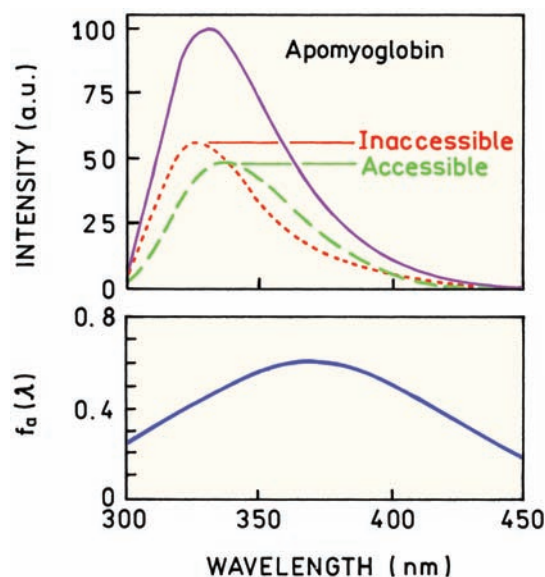 100
75
50
25
0
INTENSITY (a.u.)
Apomyoglobin
Inaccessible
Accessible
0.8
0.4
0
fa(λ)
300 350 400 450
WAVELENGTH (nm)